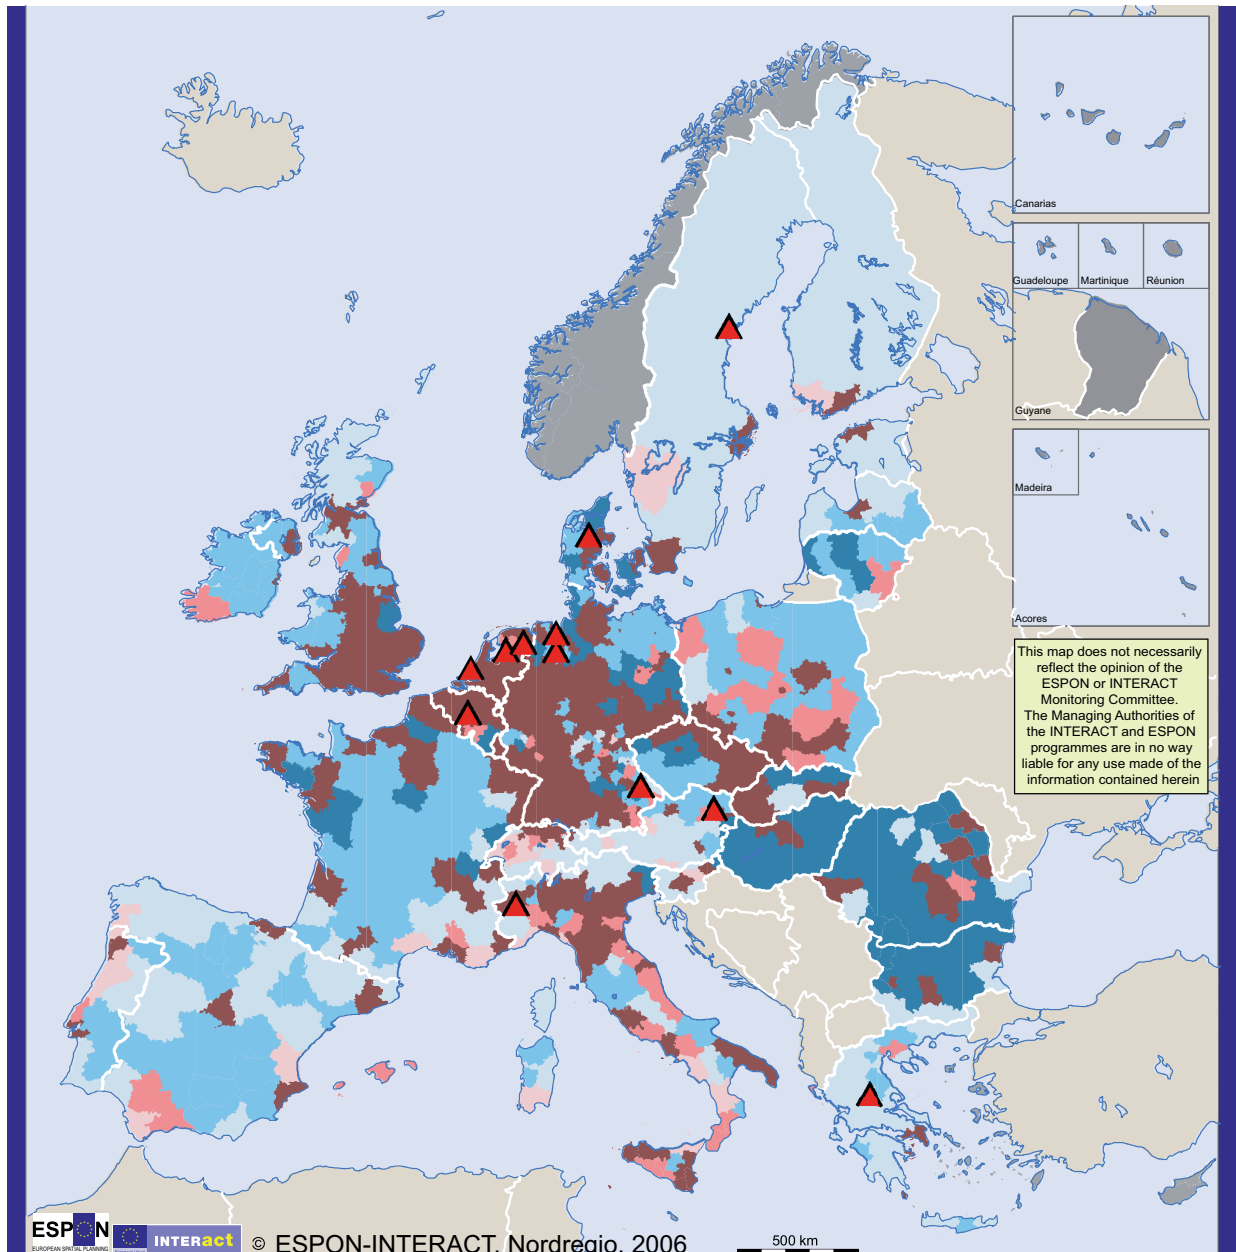 Canarias
Guadeloupe
Martinique
Réunion
Guyane
Madeira
Acores
This map does not necessarily
reflect the opinion of the
ESPON or INTERACT
Monitoring Committee.
The Managing Authorities of
the INTERACT and ESPON
programmes are in no way
liable for any use made of the
information contained herein
ESPON
EUROPEAN SPATIAL PLANNING
INTERact
© ESPON-INTERACT, Nordregio, 2006
500 km